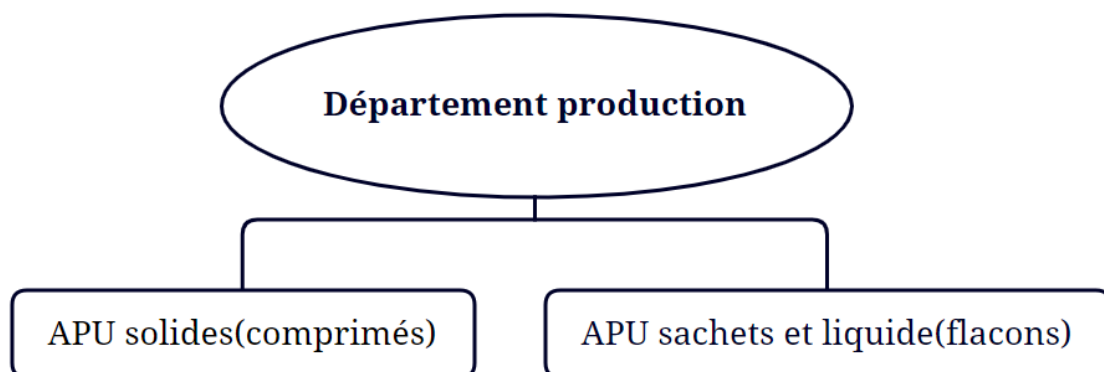 Département production
APU solides(comprimés)
APU sachets et liquide(flacons)